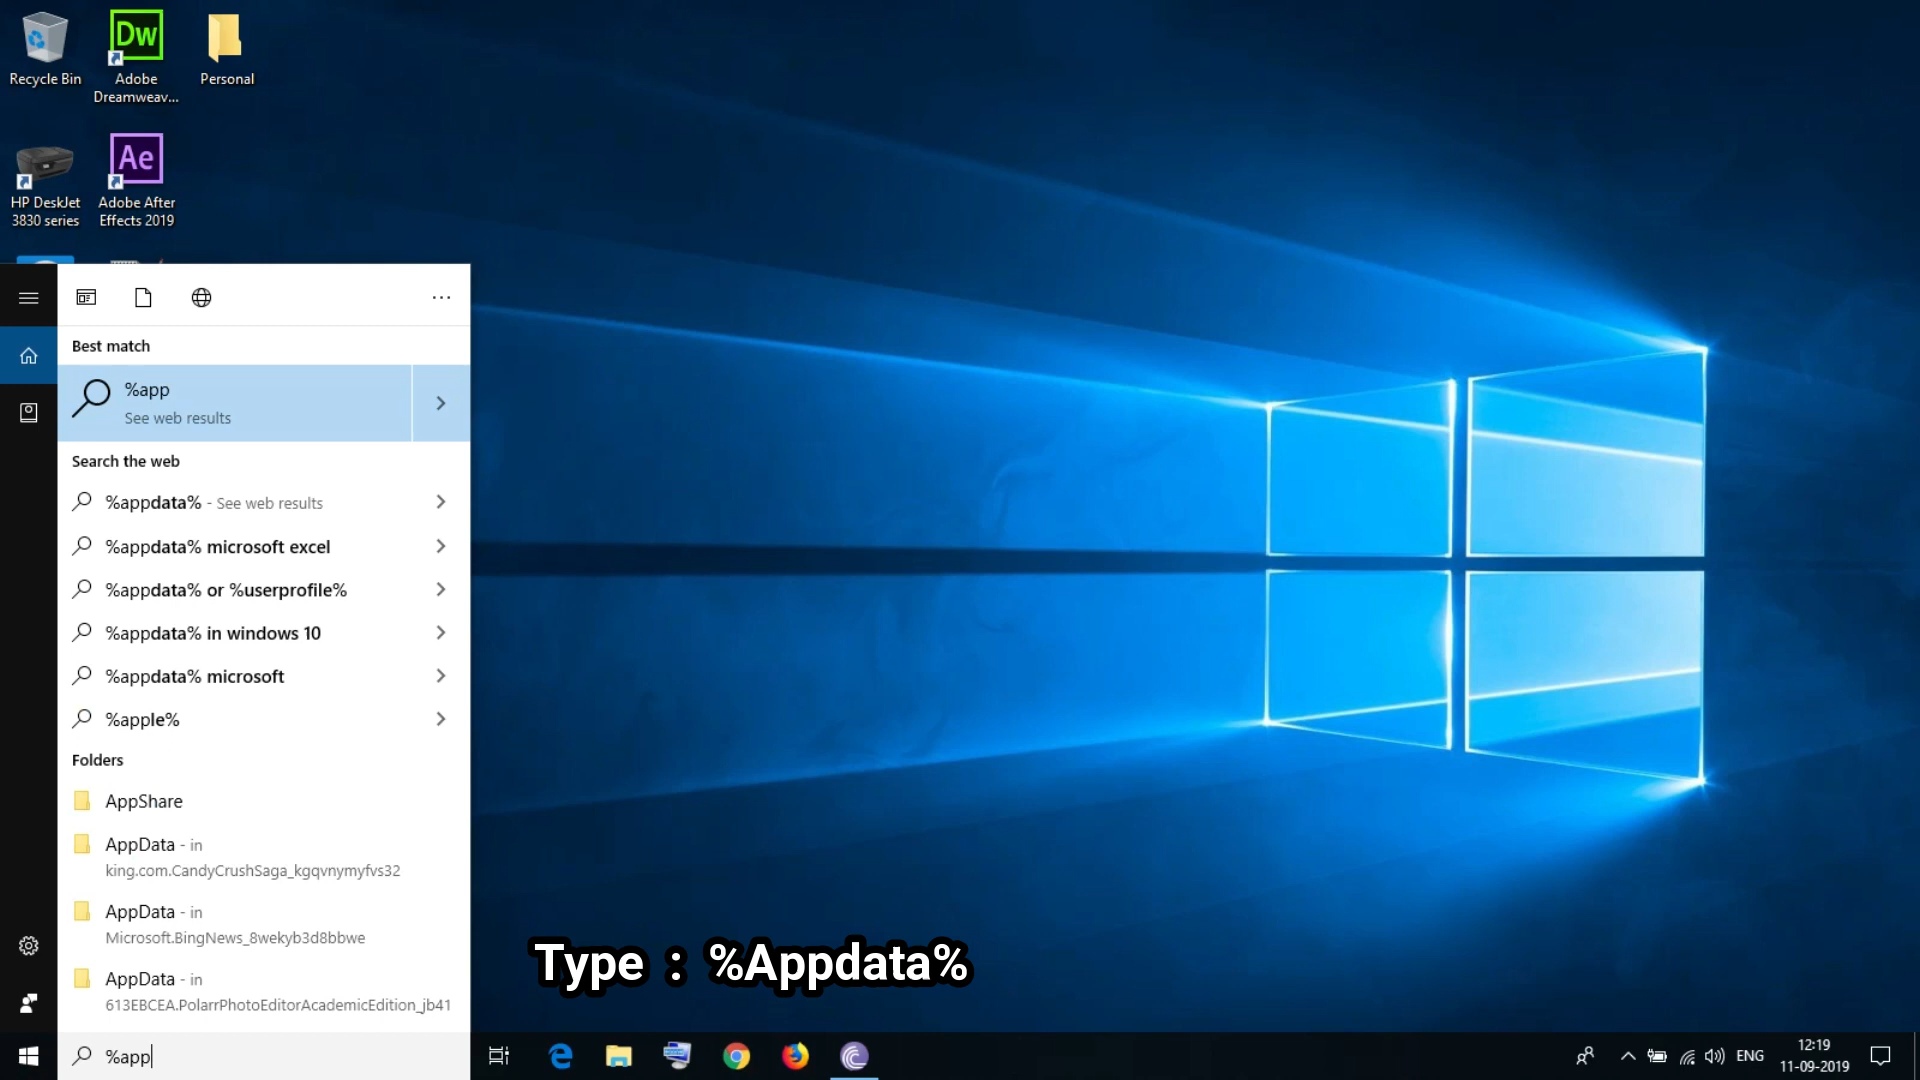 Dw
Recycle Bin
Adobe
Dreamweav...
Personal
HP DeskJet
3830 series
Ae
Adobe After
Effects 2019
Best match
%app
See web results
Search the web
%appdata% - See web results
%appdata% microsoft excel
%appdata% or %userprofile%
%appdata% in windows 10
%appdata% microsoft
%apple%
Folders
AppShare
AppData - in
king.com.CandyCrushSaga_kgqvnymyfvs32
AppData - in
Microsoft.BingNews_8wekyb3d8bbwe
AppData - in
613EBCEA.PolarrPhotoEditorAcademicEdition_jb41
Type : %Appdata%
%app
ENG
12:19
11-09-2019